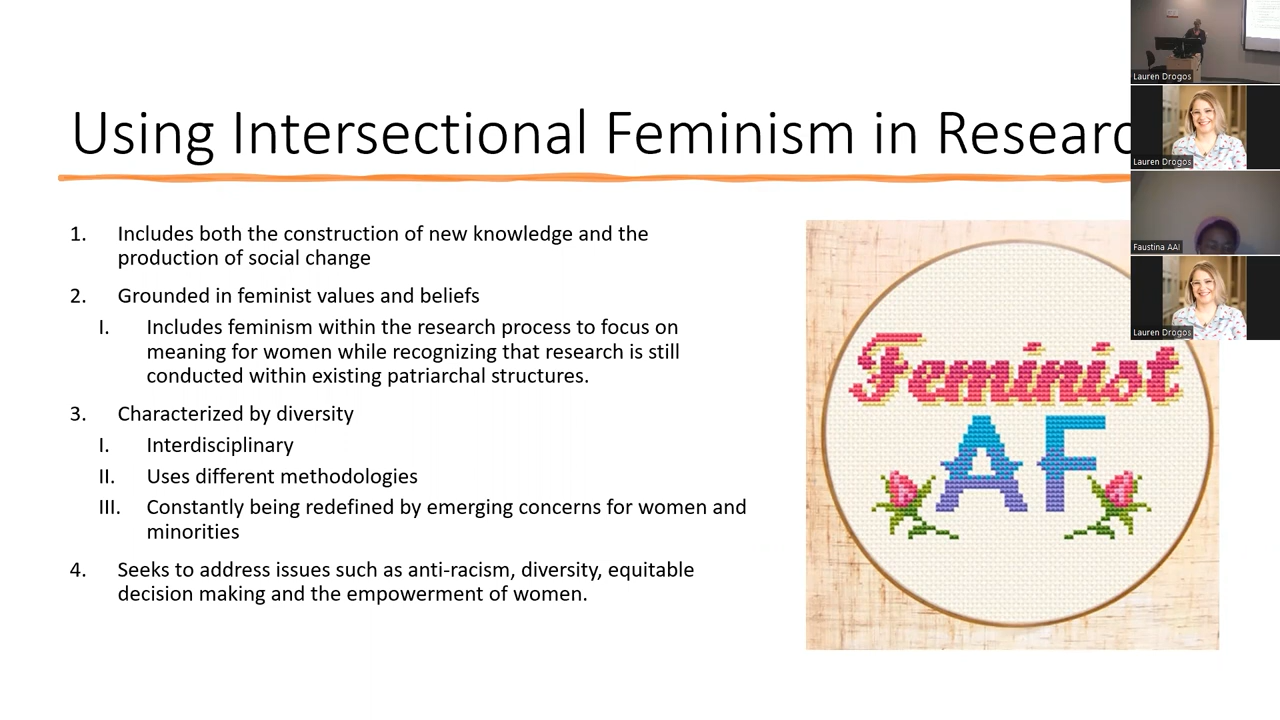 Using Intersectional Feminism in Researc
1. Includes both the construction of new knowledge and the
production of social change
2. Grounded in feminist values and beliefs
I. Includes feminism within the research process to focus on
meaning for women while recognizing that research is still
conducted within existing patriarchal structures.
3. Characterized by diversity
I. Interdisciplinary
II. Uses different methodologies
III. Constantly being redefined by emerging concerns for women and
minorities
4. Seeks to address issues such as anti-racism, diversity, equitable
decision making and the empowerment of women.
Feminist
AF
Lauren Drogos
Lauren Drogos
Faustina AAI
Lauren Drogos